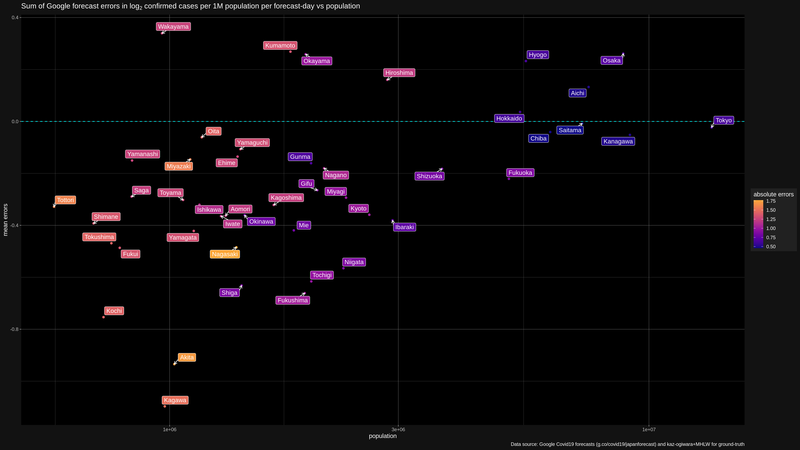 Sum of Google forecast errors in log2 confirmed cases per 1M population per forecast-day vs population
0.4
Wakayama
Kumamoto
Okayama
Hyogo
Osaka
Hiroshima
Aichi
Hokkaido
0.0
Tokyo
Oita
Saitama
Chiba
Kanagawa
Yamaguchi
Yamanashi
Gunma
Miyazaki
Ehime
Nagano
Shizuoka
Fukuoka
Gifu
Saga
Toyama
Miyagi
Tottori
Kagoshima
Ishikawa
Aomori
Kyoto
Shimane
Iwate
Okinawa
Mie
Ibaraki
-0.4
Tokushima
Yamagata
Fukui
Nagasaki
Niigata
Tochigi
Shiga
Fukushima
Kochi
-0.8
Akita
Kagawa
mean errors
1e+06
3e+06
1e+07
population
absolute errors
1.75
1.50
1.25
1.00
0.75
0.50
Data source: Google Covid19 forecasts (g.co/covid19/japanforecast) and kaz-ogiwara+MHLW for ground-truth